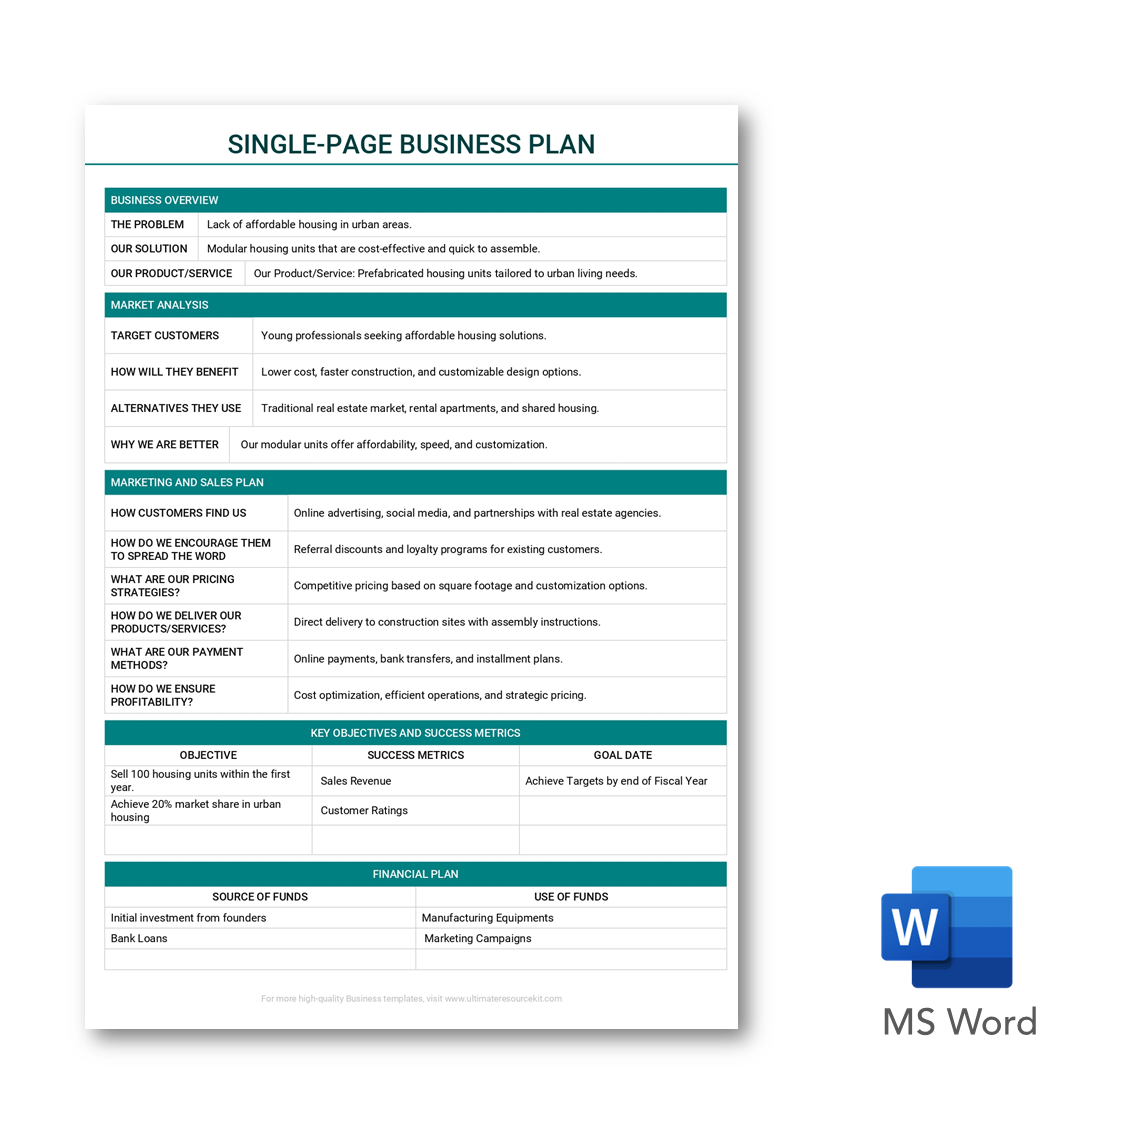 SINGLE-PAGE BUSINESS PLAN
BUSINESS OVERVIEW
THE PROBLEM Lack of affordable housing in urban areas.
OUR SOLUTION Modular housing units that are cost-effective and quick to assemble.
OUR PRODUCT/SERVICE Our Product/Service: Prefabricated housing units tailored to urban living needs.
MARKET ANALYSIS
TARGET CUSTOMERS Young professionals seeking affordable housing solutions.
HOW WILL THEY BENEFIT Lower cost, faster construction, and customizable design options.
ALTERNATIVES THEY USE Traditional real estate market, rental apartments, and shared housing.
WHY WE ARE BETTER Our modular units offer affordability, speed, and customization.
MARKETING AND SALES PLAN
HOW CUSTOMERS FIND US Online advertising, social media, and partnerships with real estate agencies.
HOW DO WE ENCOURAGE THEM
TO SPREAD THE WORD
Referral discounts and loyalty programs for existing customers.
WHAT ARE OUR PRICING
STRATEGIES?
Competitive pricing based on square footage and customization options.
HOW DO WE DELIVER OUR
PRODUCTS/SERVICES?
Direct delivery to construction sites with assembly instructions.
WHAT ARE OUR PAYMENT
METHODS?
Online payments, bank transfers, and installment plans.
HOW DO WE ENSURE
PROFITABILITY?
Cost optimization, efficient operations, and strategic pricing.
KEY OBJECTIVES AND SUCCESS METRICS
OBJECTIVE SUCCESS METRICS GOAL DATE
Sell 100 housing units within the first
year.
Sales Revenue Achieve Targets by end of Fiscal Year
Achieve 20% market share in urban
housing
Customer Ratings
FINANCIAL PLAN
SOURCE OF FUNDS USE OF FUNDS
Initial investment from founders Manufacturing Equipments
Bank Loans Marketing Campaigns
For more high-quality Business templates, visit www.ultimateresourcekit.com
W
MS Word